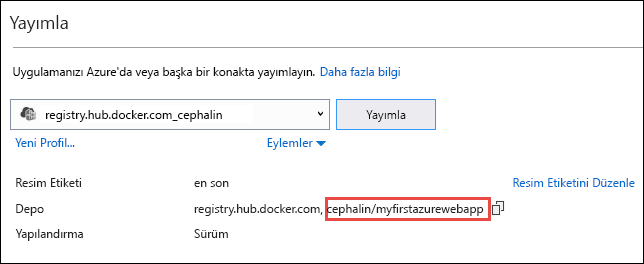 Yayımla
Uygulamanızı Azure'da veya başka bir konakta yayımlayın. Daha fazla bilgi
registry.hub.docker.com_cephalin Yayımla
Yeni Profil... Eylemler
Resim Etiketi en son Resim Etiketini Düzenle
Depo registry.hub.docker.com, cephalin/myfirstazurewebapp
Yapılandırma Sürüm